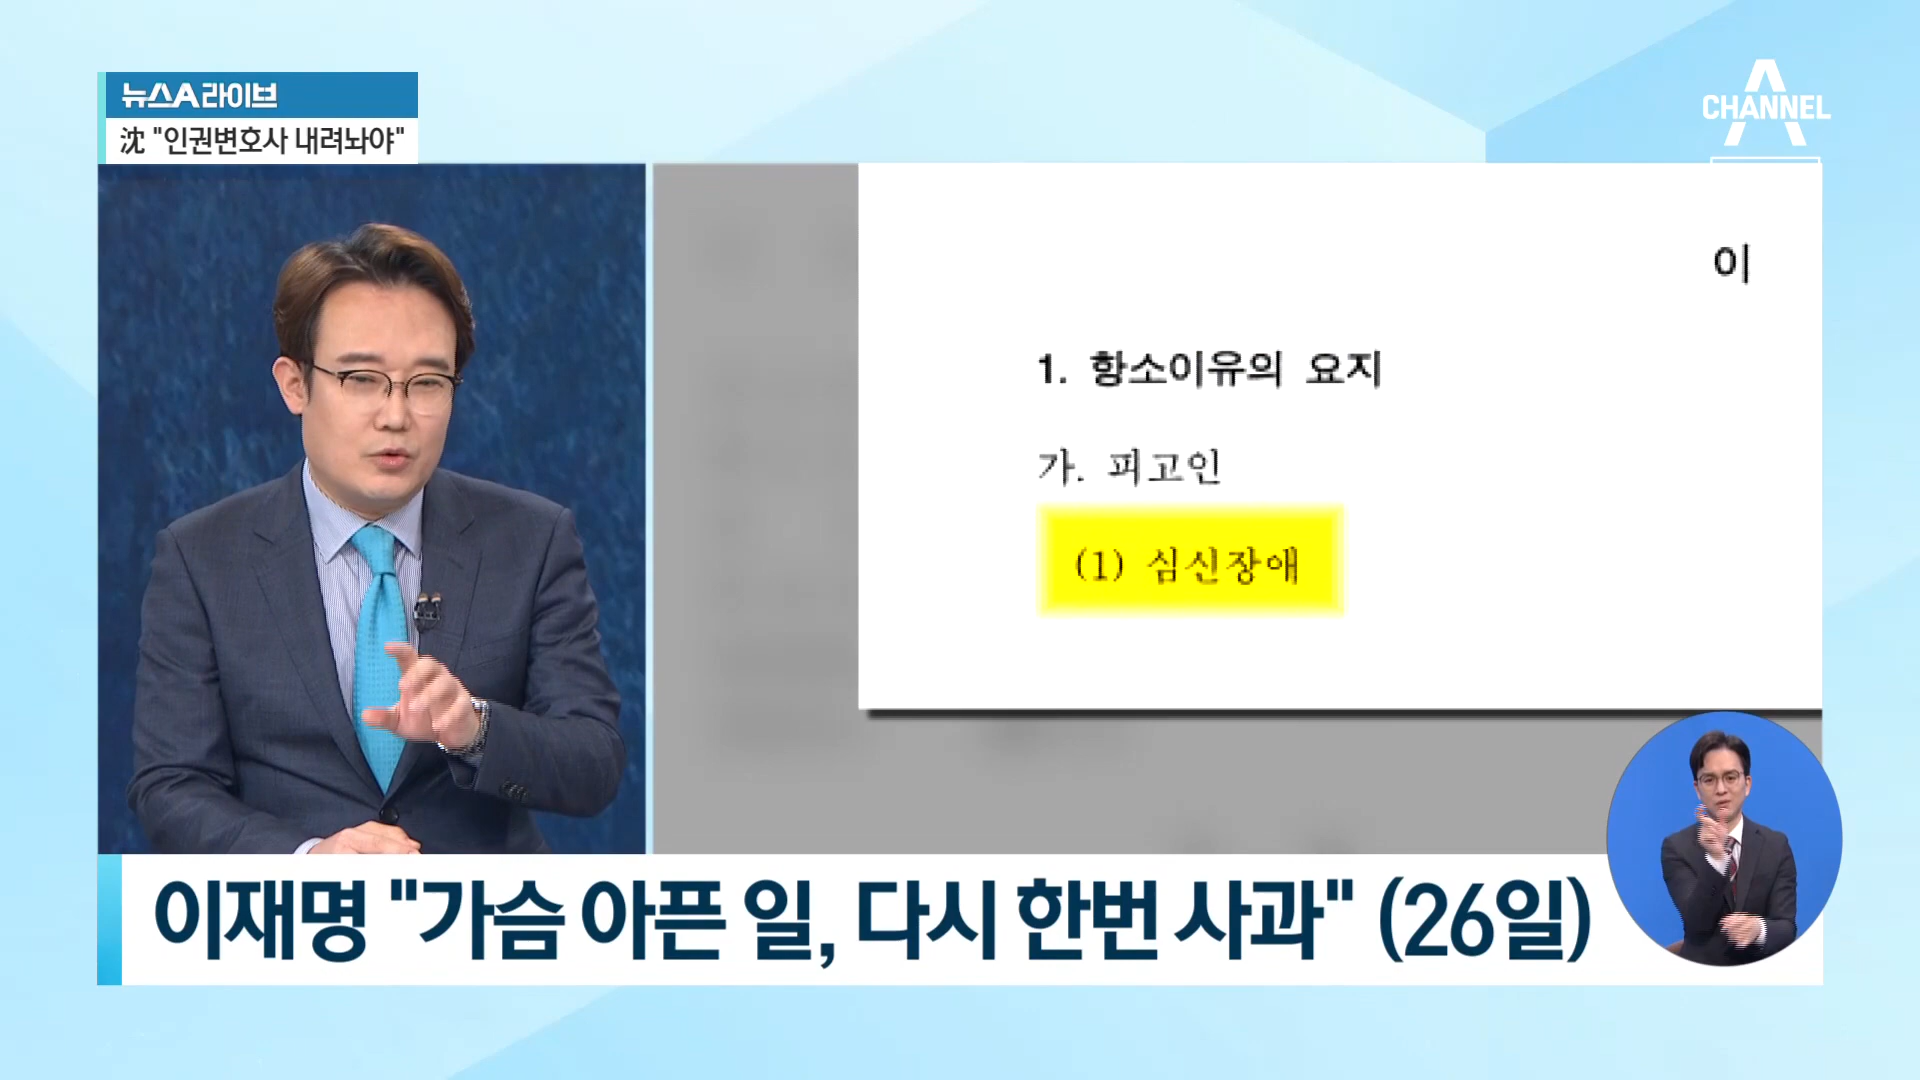 뉴스A 라이브
沈 "인권변호사 내려놔야"
CHANNEL A
이
1. 항소이유의 요지
가. 피고인
(1) 심신장애
이재명 "가슴 아픈 일, 다시 한번 사과" (26일)